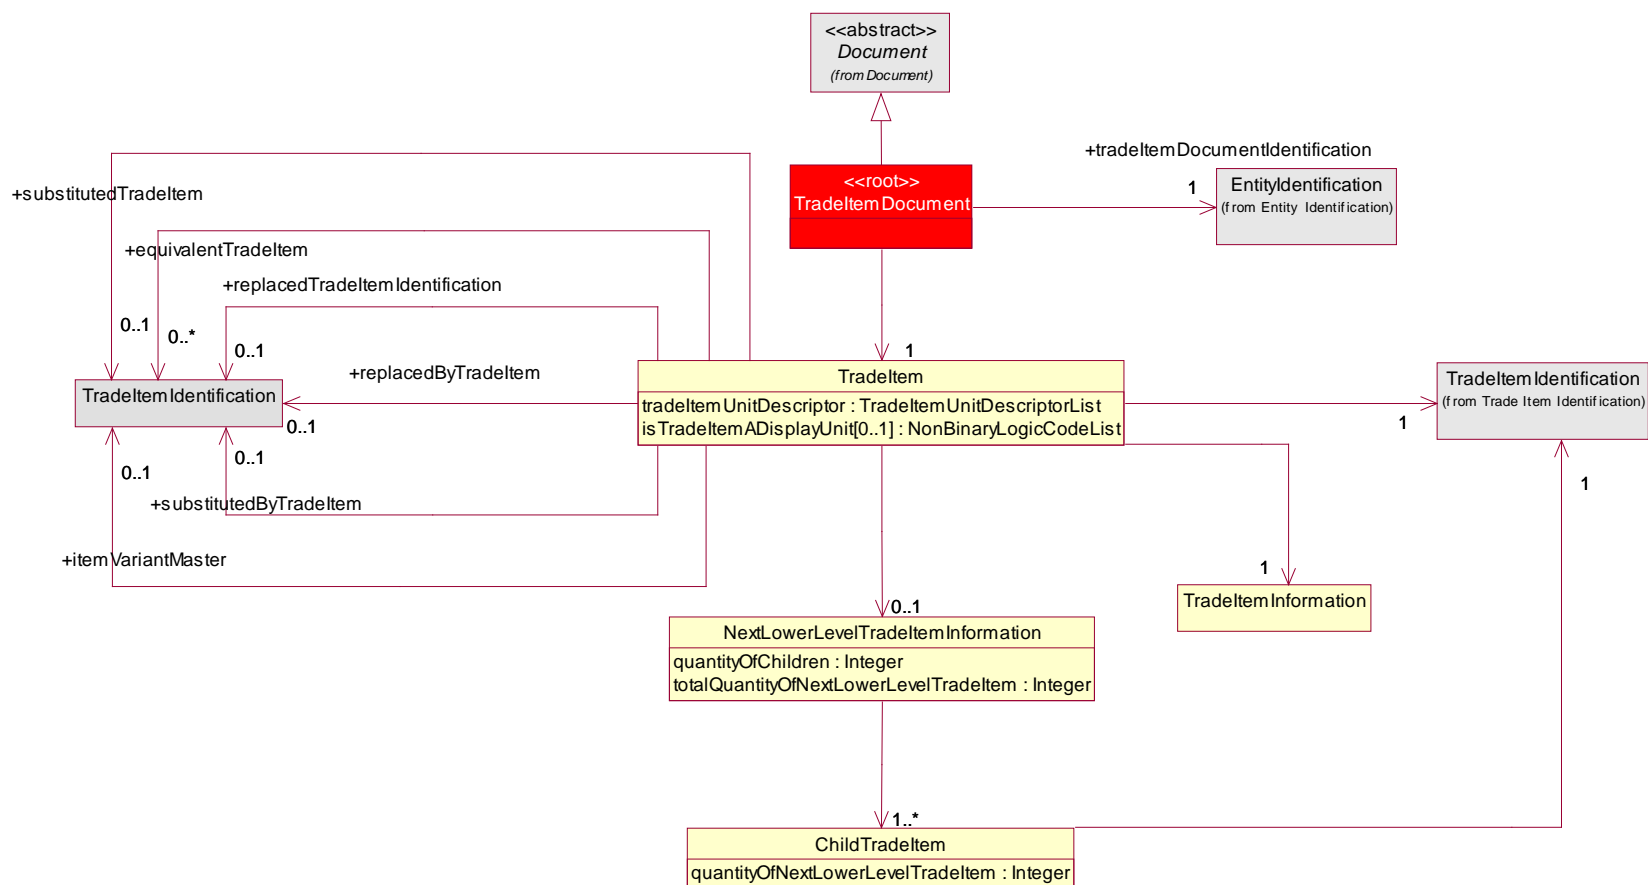 <<abstract>>
Document
(from Document)
+tradeItemDocumentIdentification
<<root>>
TradeItemDocument
1
EntityIdentification
(from Entity Identification)
+substitutedTradeItem
+equivalentTradeItem
+replacedTradeItemIdentification
0..1
0..*
0..1
1
+replacedByTradeItem
TradeItemIdentification
0..1
TradeItem
tradeItemUnitDescriptor : TradeItemUnitDescriptorList
isTradeItemADisplayUnit[0..1] : NonBinaryLogicCodeList
TradeItemIdentification
(from Trade Item Identification)
1
0..1
0..1
1
+substitutedByTradeItem
+itemVariantMaster
1
TradeItemInformation
0..1
NextLowerLevelTradeItemInformation
quantityOfChildren : Integer
totalQuantityOfNextLowerLevelTradeItem : Integer
1..*
ChildTradeItem
quantityOfNextLowerLevelTradeItem : Integer